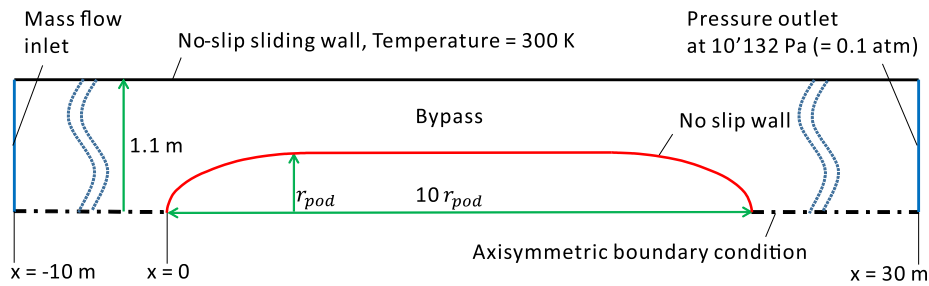 Mass flow
inlet
No-slip sliding wall, Temperature = 300 K
Pressure outlet
at 10’132 Pa (= 0.1 atm)
Bypass
No slip wall
1.1 m
r_pod
10 r_pod
Axisymmetric boundary condition
x = -10 m
x = 0
x = 30 m